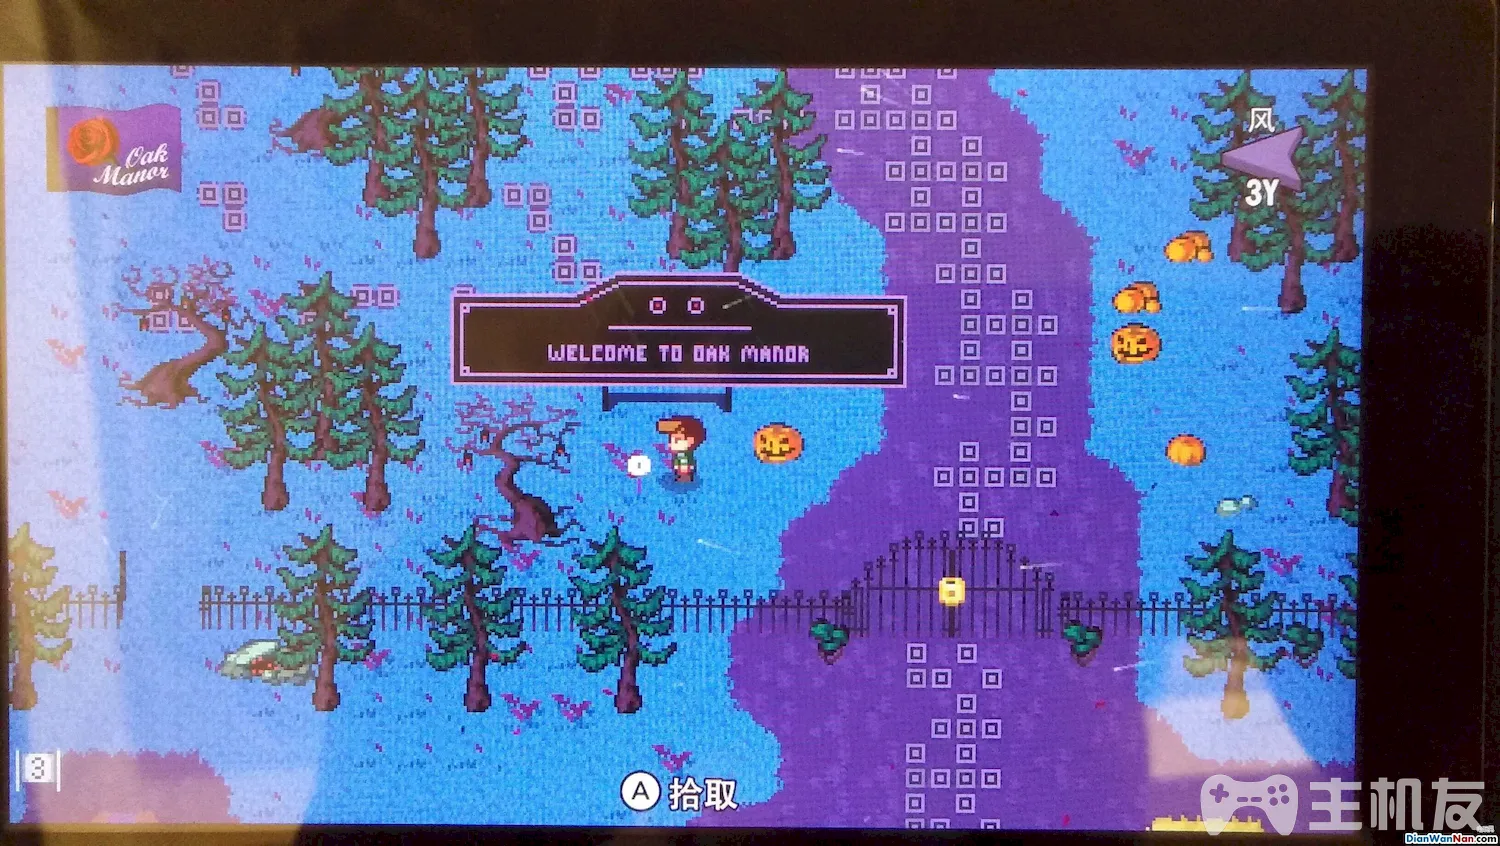 Oak
Manor
风
3Y
WELCOME TO OAK MANOR
3
A 拾取
主机友
DianWanNan.com